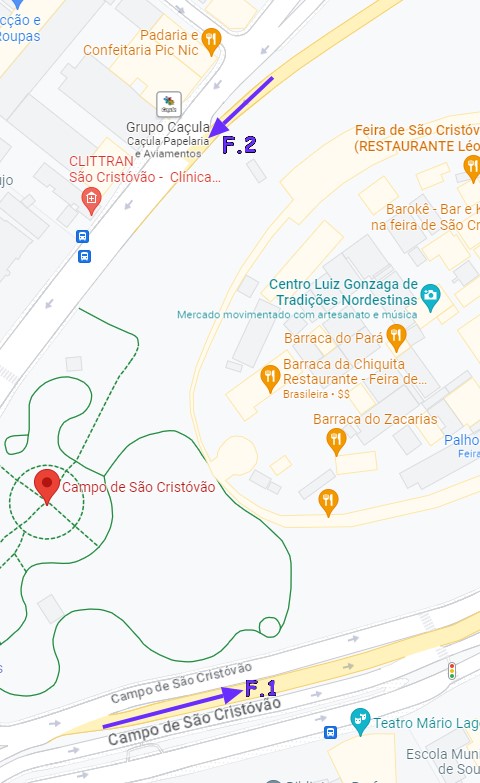 cção e
Roupas
Padaria e
Confeitaria Pic Nic
Grupo Caçula
Caçula Papelaria
e Aviamentos
F.2
CLITTRAN
São Cristóvão - Clínica...
jo
Feira de São Cristóv
(RESTAURANTE Léo
Barokê - Bar e K
na feira de São Cr
Centro Luiz Gonzaga de
Tradições Nordestinas
Mercado movimentado com artesanato e música
Barraca do Pará
Barraca da Chiquita
Restaurante - Feira de...
Brasileira • $$
Barraca do Zacarias
Palho
Feira
Campo de São Cristóvão
s
Campo de São Cristóvão
F.1
Campo de São Cristóvão
Teatro Mário Lag
Escola Muni
de Sou